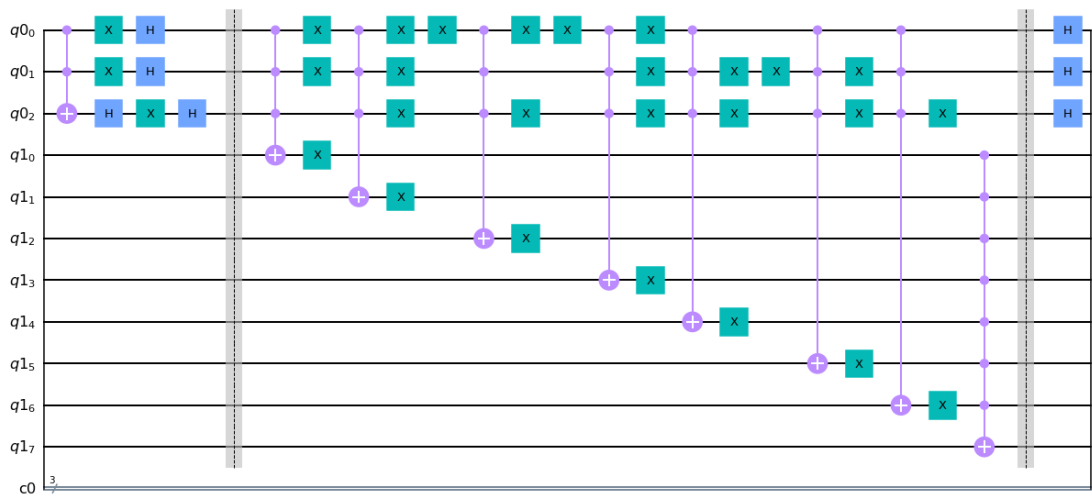 q0₀ X H X X X X X X H
q0₁ X H X X X X X X H
q0₂ H X H X X X X X X H
q1₀ X
q1₁ X
q1₂ X
q1₃ X
q1₄ X
q1₅ X
q1₆ X
q1₇
c0 3